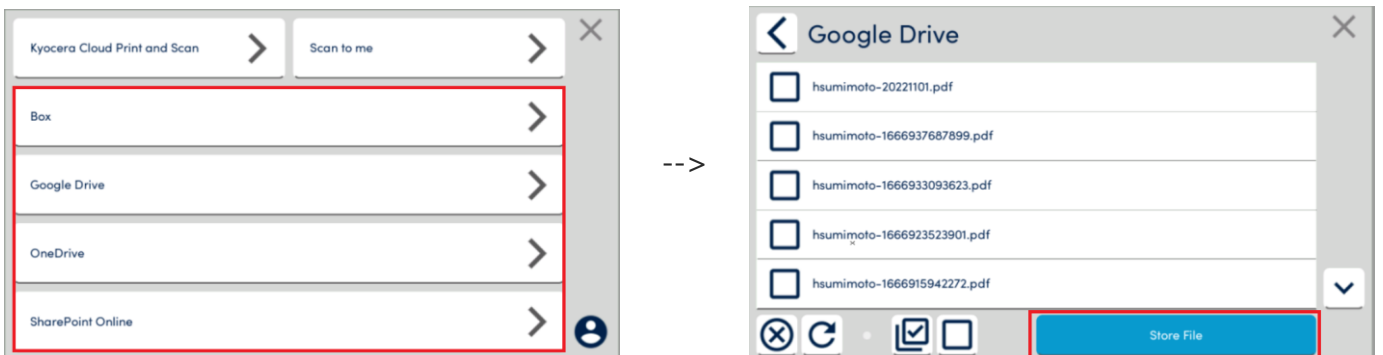 Kyocera Cloud Print and Scan
Scan to me
Box
Google Drive
OneDrive
SharePoint Online
-->
Google Drive
hsumimoto-20221101.pdf
hsumimoto-1666937687899.pdf
hsumimoto-1666933093623.pdf
hsumimoto-1666923523901.pdf
hsumimoto-1666915942272.pdf
Store File